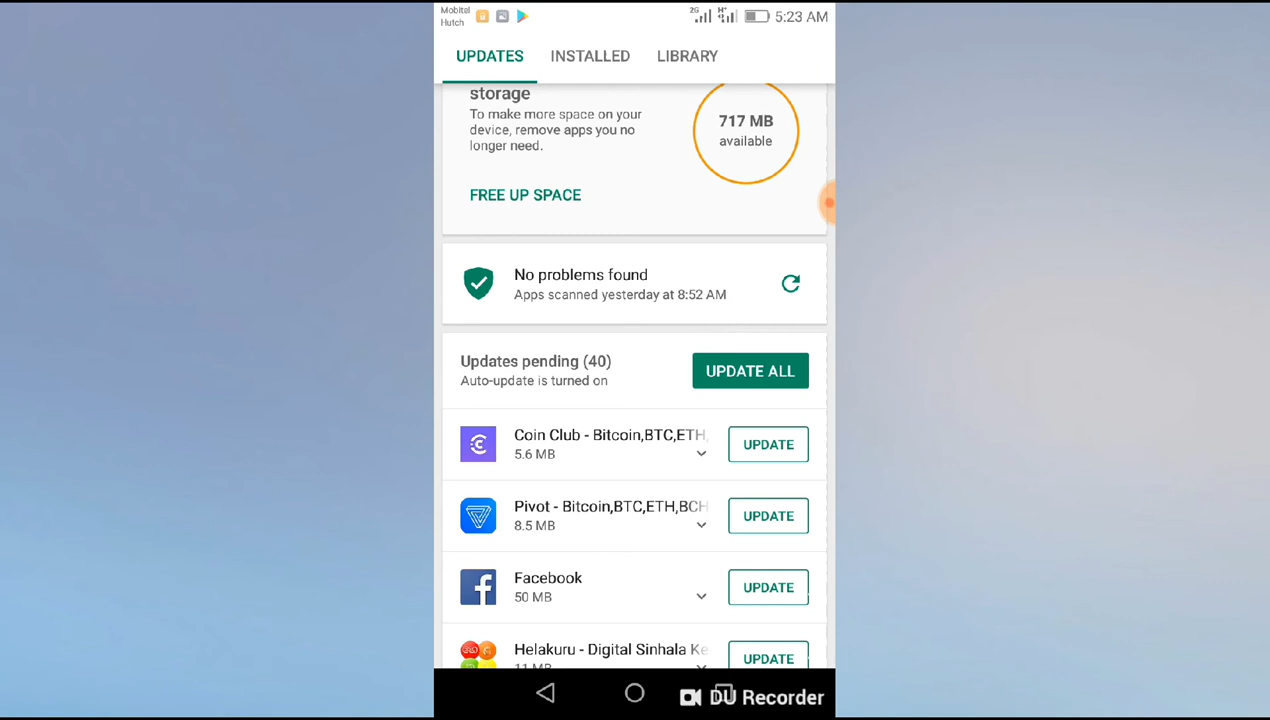 Mobitel
Hutch
2G
H+
5:23 AM
UPDATES
INSTALLED
LIBRARY
storage
To make more space on your
device, remove apps you no
longer need.
717 MB
available
FREE UP SPACE
No problems found
Apps scanned yesterday at 8:52 AM
Updates pending (40)
Auto-update is turned on
UPDATE ALL
Coin Club - Bitcoin,BTC,ETH,
5.6 MB
UPDATE
Pivot - Bitcoin,BTC,ETH,BCH
8.5 MB
UPDATE
Facebook
50 MB
UPDATE
Helakuru - Digital Sinhala Ke
11 MB
UPDATE
DU Recorder